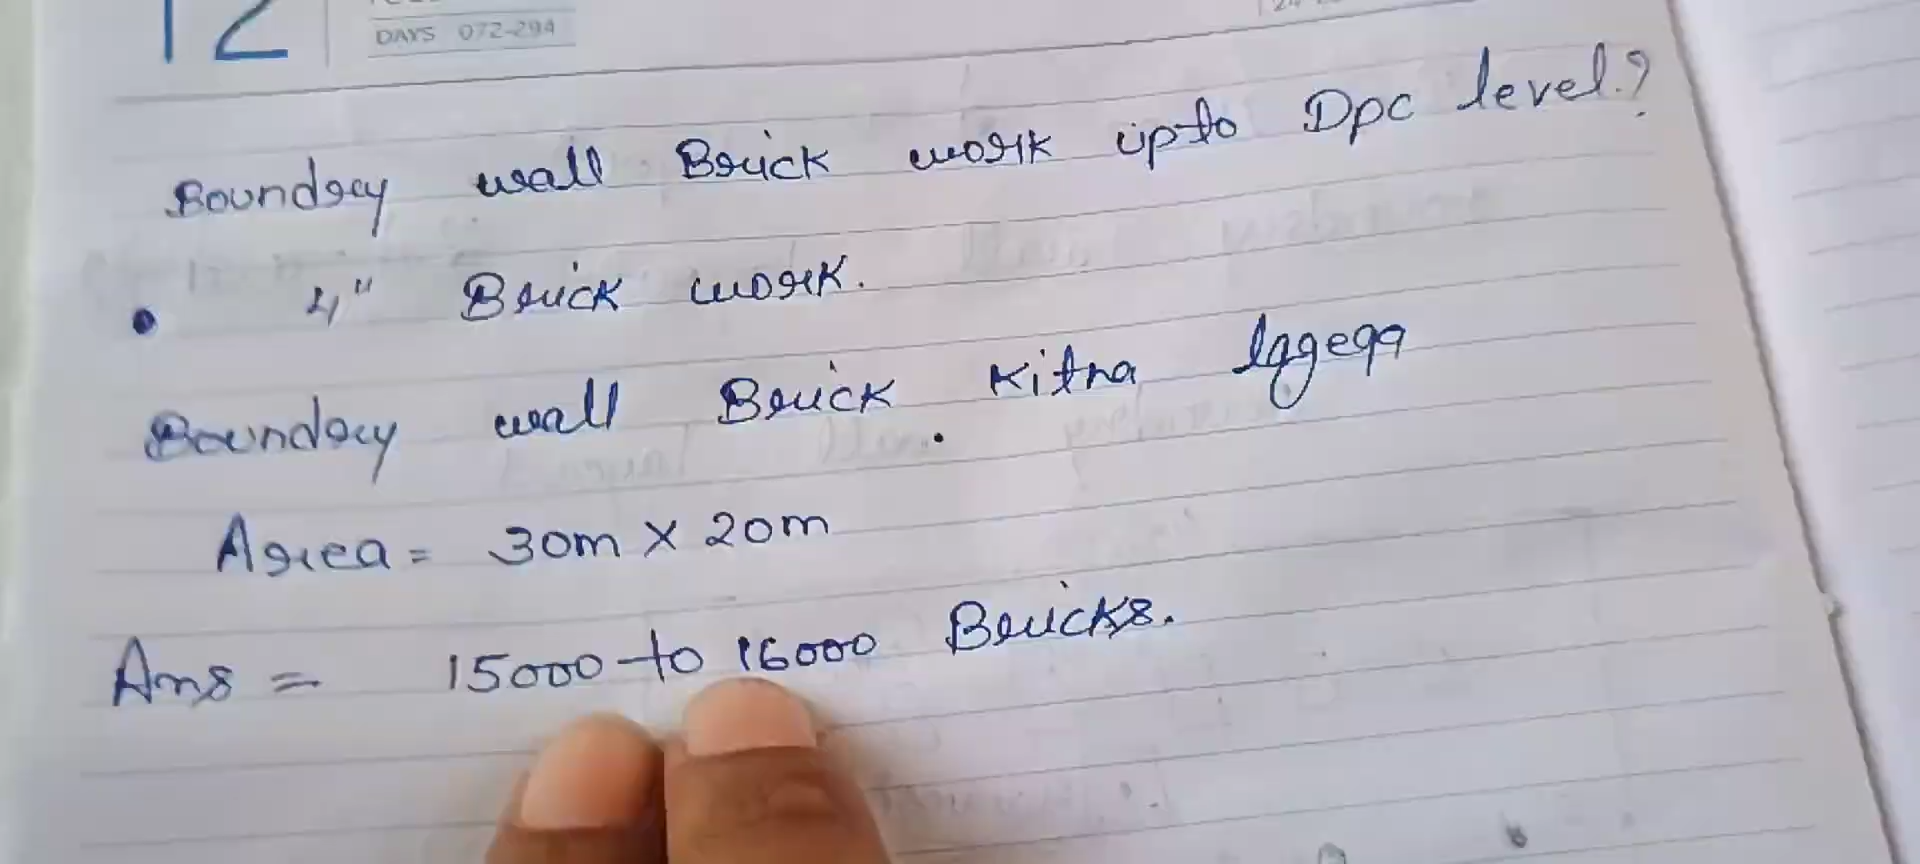 12
DAYS 072-294
Boundry wall Brick work upto Dpc level.?
4" Brick work.
Boundry wall Brick Kitna lagega
Area = 30m x 20m
Ans = 15000 to 16000 Bricks.